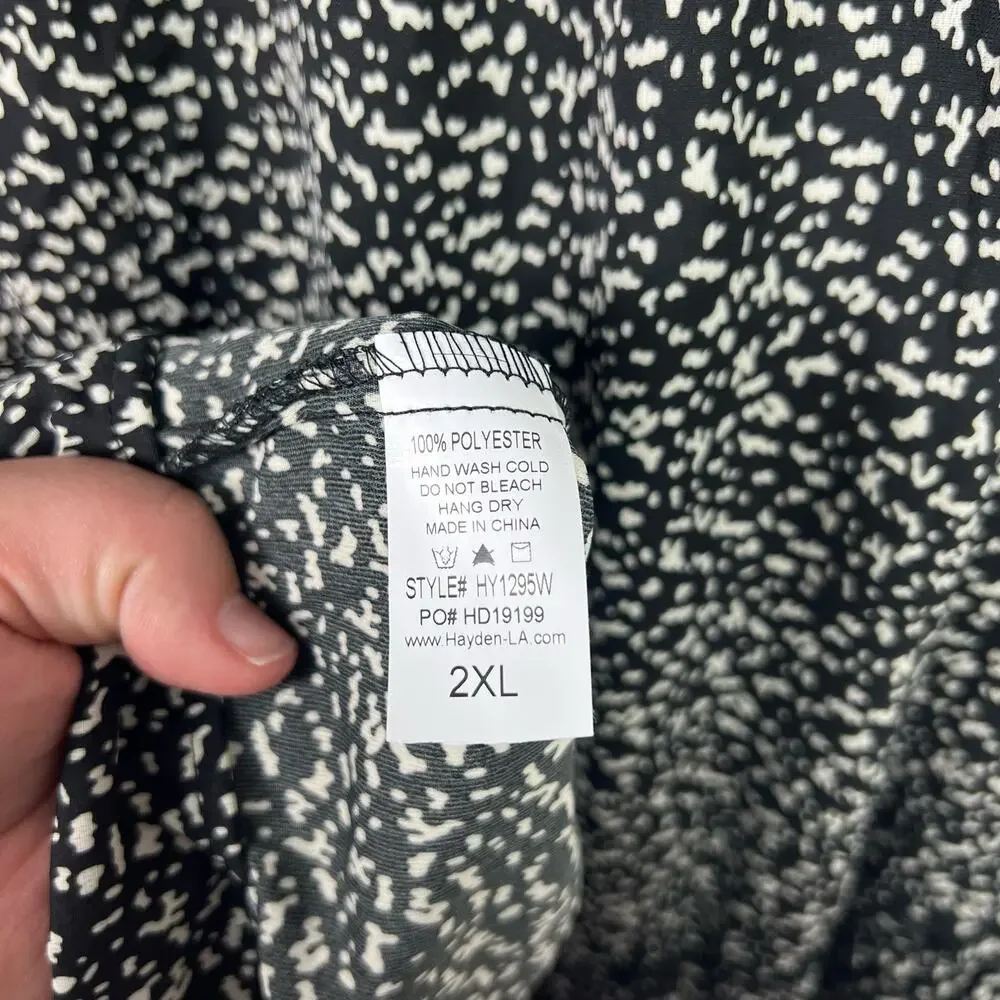 100% POLYESTER
HAND WASH COLD
DO NOT BLEACH
HANG DRY
MADE IN CHINA
STYLE# HY1295W
PO# HD19199
www.Hayden-LA.com
2XL